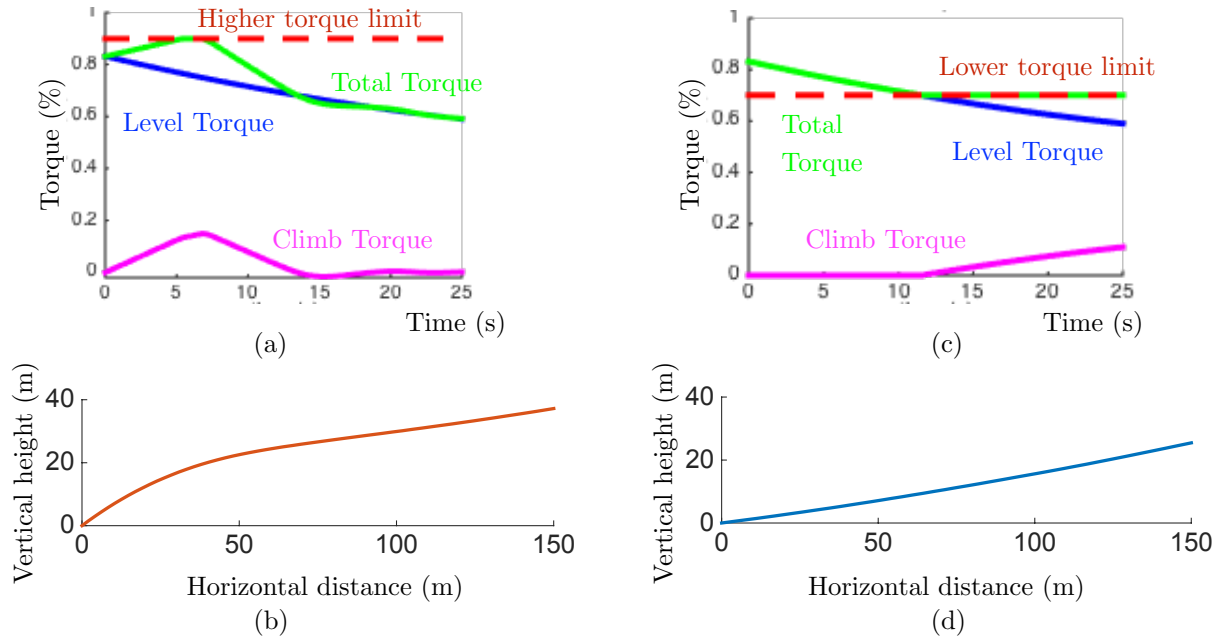 1
Higher torque limit
0.8
Total Torque
0.6
Level Torque
Torque (%)
0.4
0.2
Climb Torque
0
0 5 10 15 20 25
Time (s)
(a)
1
Lower torque limit
0.8
0.6
Total
Torque
Level Torque
Torque (%)
0.4
0.2
Climb Torque
0
0 5 10 15 20 25
Time (s)
(c)
Vertical height (m)
40
20
0
0 50 100 150
Horizontal distance (m)
(b)
Vertical height (m)
40
20
0
0 50 100 150
Horizontal distance (m)
(d)